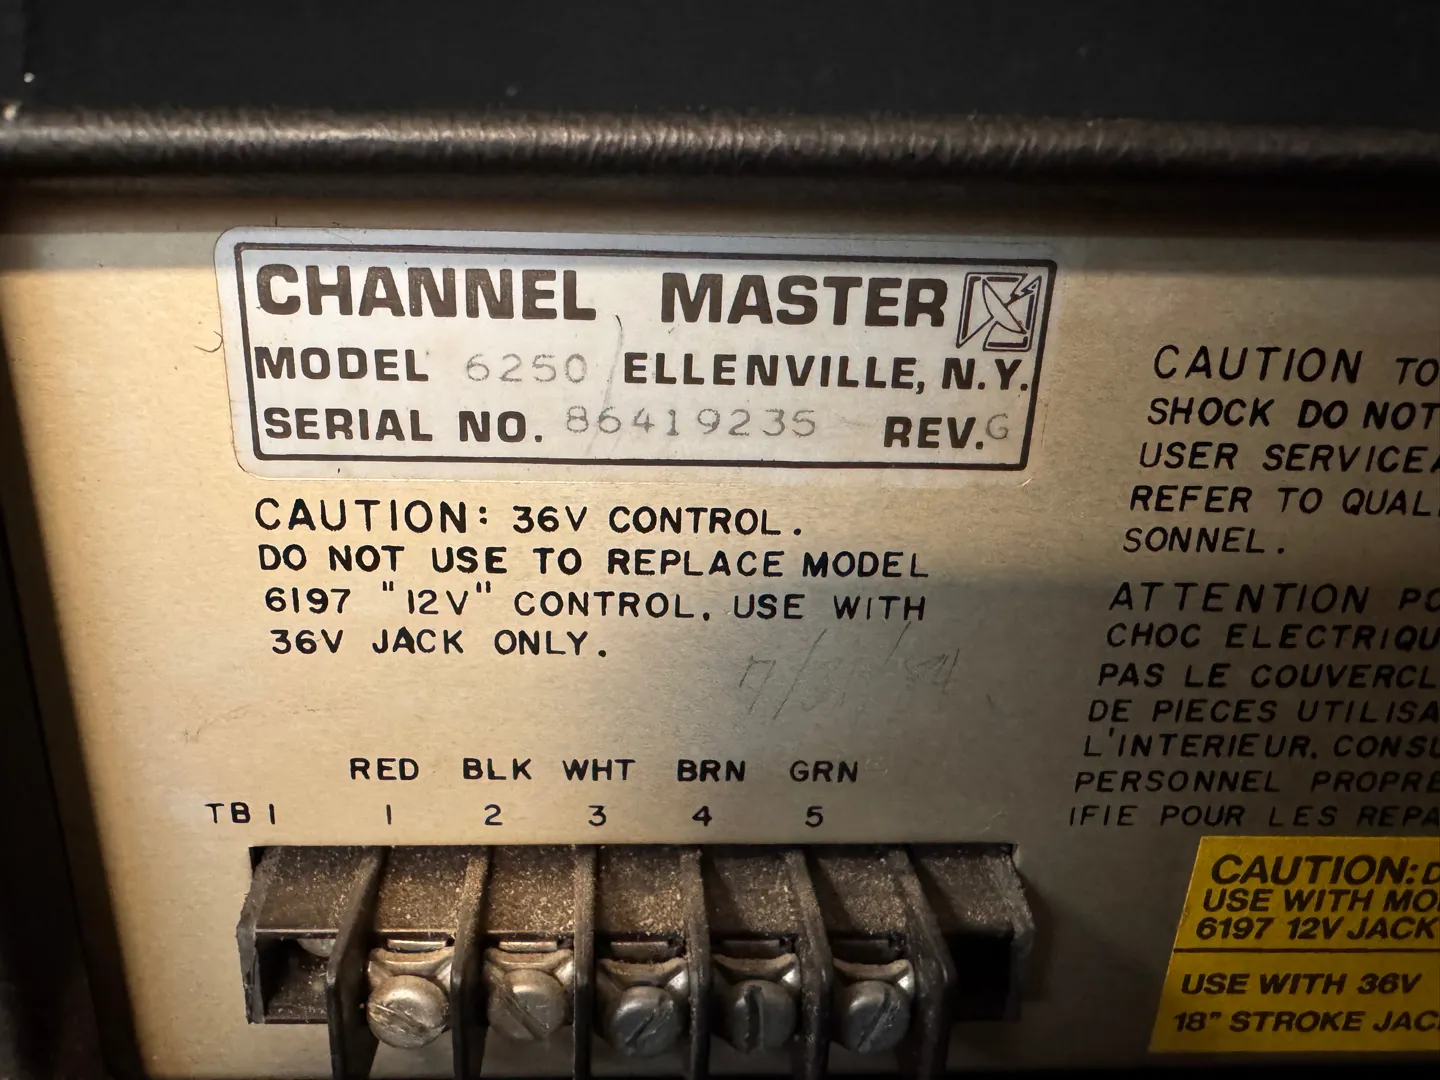 CHANNEL MASTER
MODEL 6250 ELLENVILLE, N.Y.
SERIAL NO. 86419235 REV. G
CAUTION: 36V CONTROL.
DO NOT USE TO REPLACE MODEL
6197 "12V" CONTROL. USE WITH
36V JACK ONLY.
RED BLK WHT BRN GRN
TB1 1 2 3 4 5
CAUTION TO
SHOCK DO NOT
USER SERVICEA
REFER TO QUAL
SONNEL.
ATTENTION PO
CHOC ELECTRIQU
PAS LE COUVERCL
DE PIECES UTILISA
L'INTERIEUR. CONSU
PERSONNEL PROPRE
IFIE POUR LES REPA
CAUTION: D
USE WITH MO
6197 12V JACK
USE WITH 36V
18" STROKE JAC